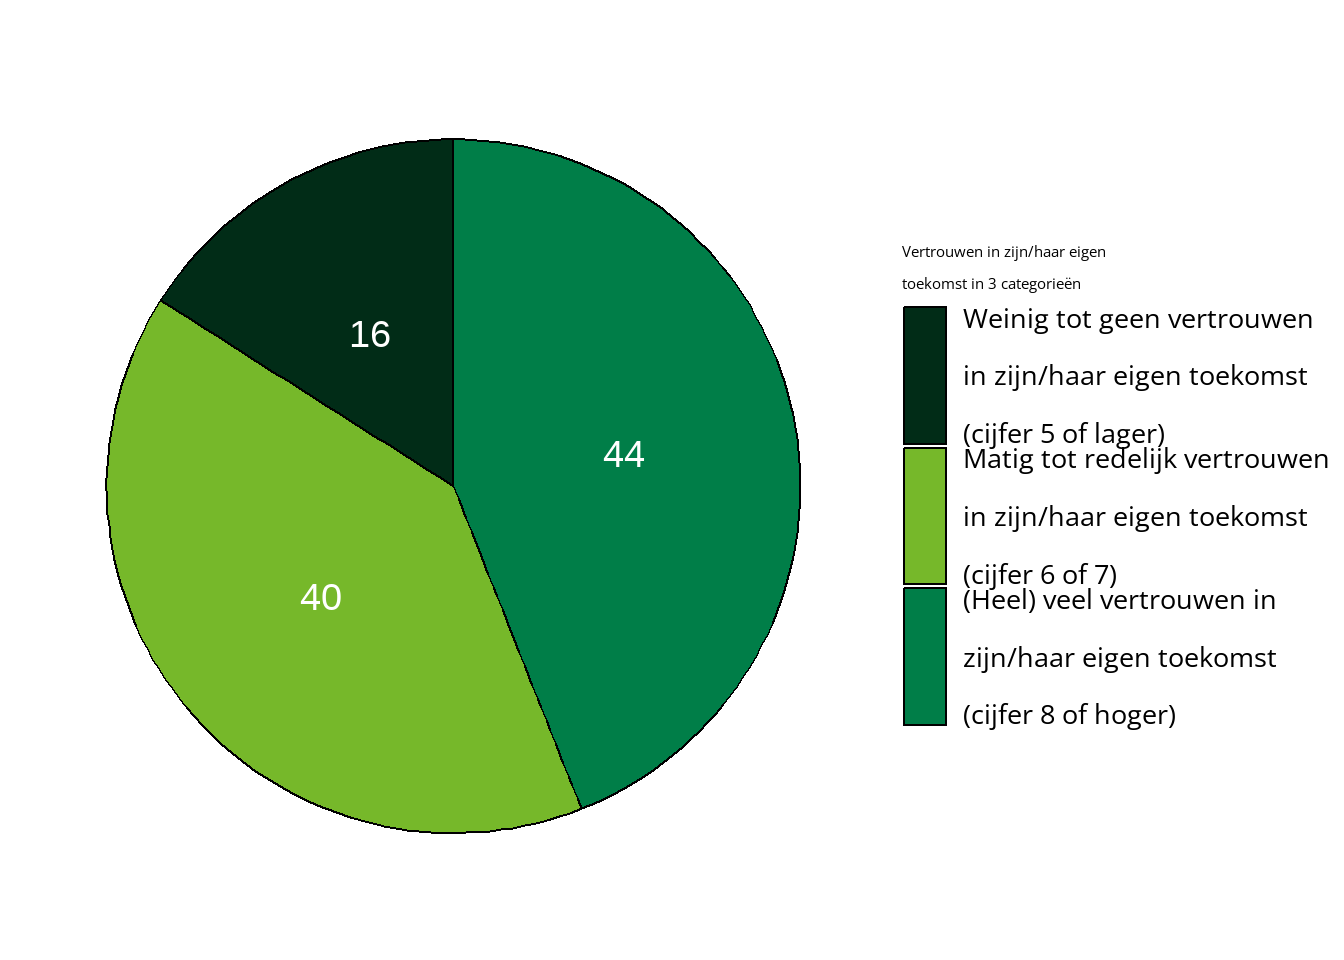 16
44
40
Vertrouwen in zijn/haar eigen
toekomst in 3 categorieën
Weinig tot geen vertrouwen
in zijn/haar eigen toekomst
(cijfer 5 of lager)
Matig tot redelijk vertrouwen
in zijn/haar eigen toekomst
(cijfer 6 of 7)
(Heel) veel vertrouwen in
zijn/haar eigen toekomst
(cijfer 8 of hoger)